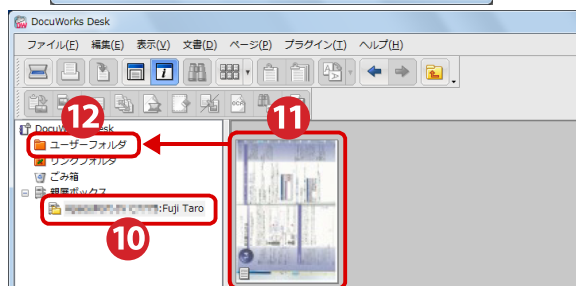 DocuWorks Desk
ファイル(F) 編集(E) 表示(V) 文書(D) ページ(P) プラグイン(T) ヘルプ(H)
12
11
DocuWorks Desk
ユーザーフォルダ
リンクフォルダ
ごみ箱
親展ボックス
:Fuji Taro
10